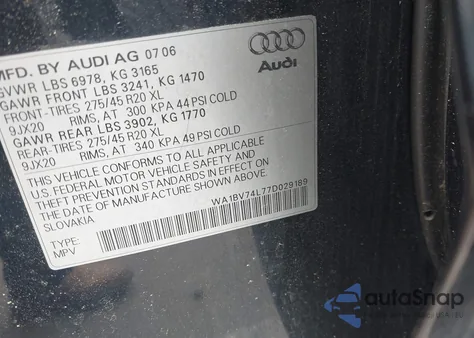 MFD. BY AUDI AG 07 06
GVWR LBS 6978, KG 3165
GAWR FRONT LBS 3241, KG 1470
FRONT-TIRES 275/45 R20 XL
9JX20 RIMS, AT 300 KPA 44 PSI COLD
GAWR REAR LBS 3902, KG 1770
REAR-TIRES 275/45 R20 XL
9JX20 RIMS, AT 340 KPA 49 PSI COLD
THIS VEHICLE CONFORMS TO ALL APPLICABLE
U.S. FEDERAL MOTOR VEHICLE SAFETY AND
THEFT PREVENTION STANDARDS IN EFFECT ON
THE DATE OF MANUFACTURE SHOWN ABOVE.
SLOVAKIA
WA1BV74L77D029189
TYPE:
MPV
Audi
autoSnap